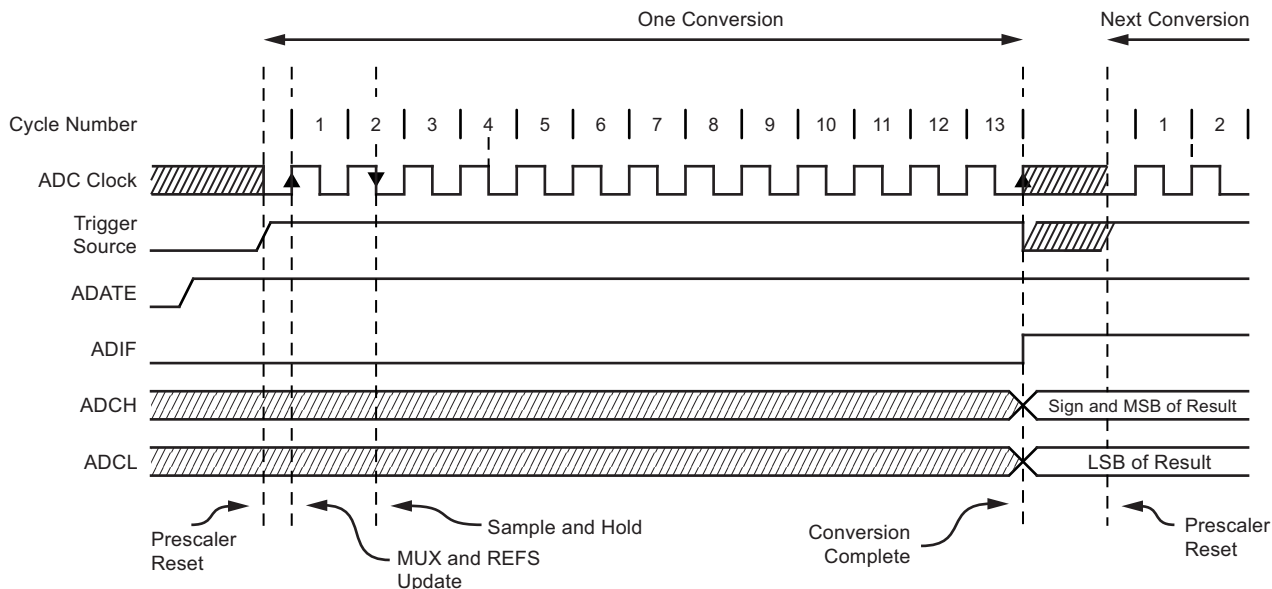 One Conversion
Next Conversion
Cycle Number
1 2 3 4 5 6 7 8 9 10 11 12 13 1 2
ADC Clock
Trigger
Source
ADATE
ADIF
ADCH
Sign and MSB of Result
ADCL
LSB of Result
Prescaler
Reset
MUX and REFS
Update
Sample and Hold
Conversion
Complete
Prescaler
Reset